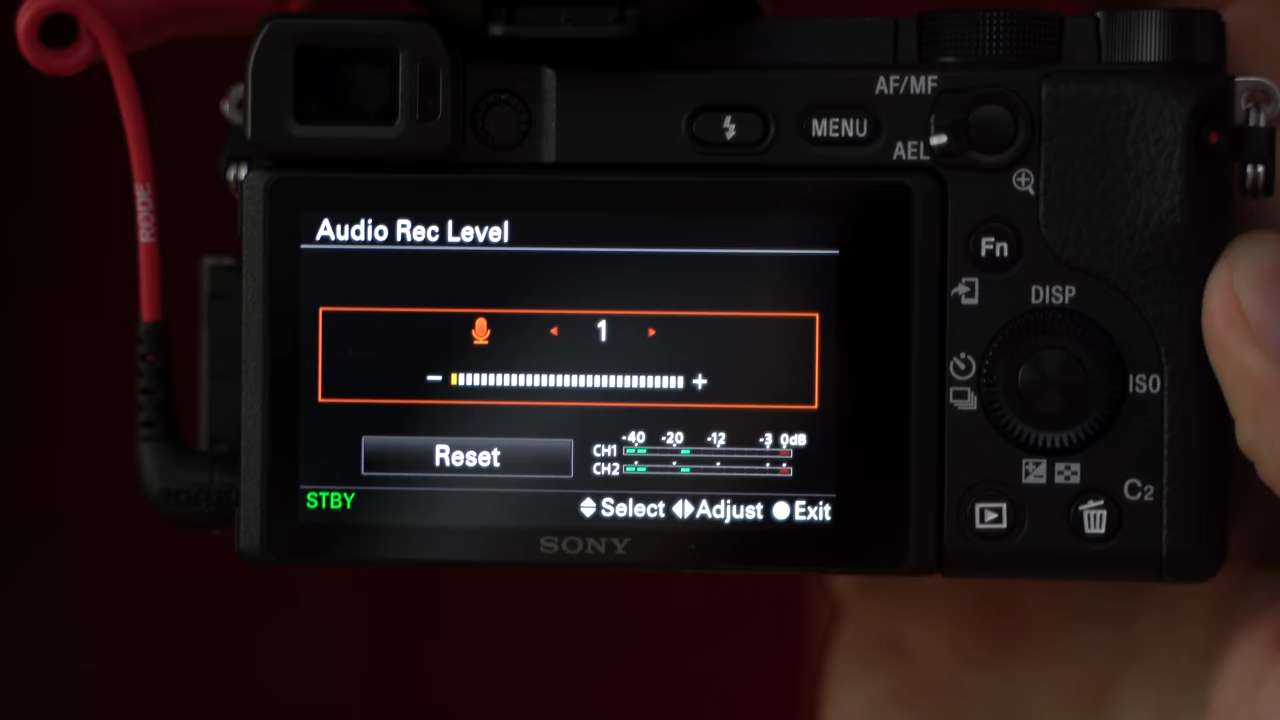 AF/MF
MENU
AEL
RODE
Audio Rec Level
Fn
DISP
1
− +
ISO
-40 -20 -12 -3 0dB
CH1
Reset
CH2
STBY
Select Adjust Exit
C2
SONY